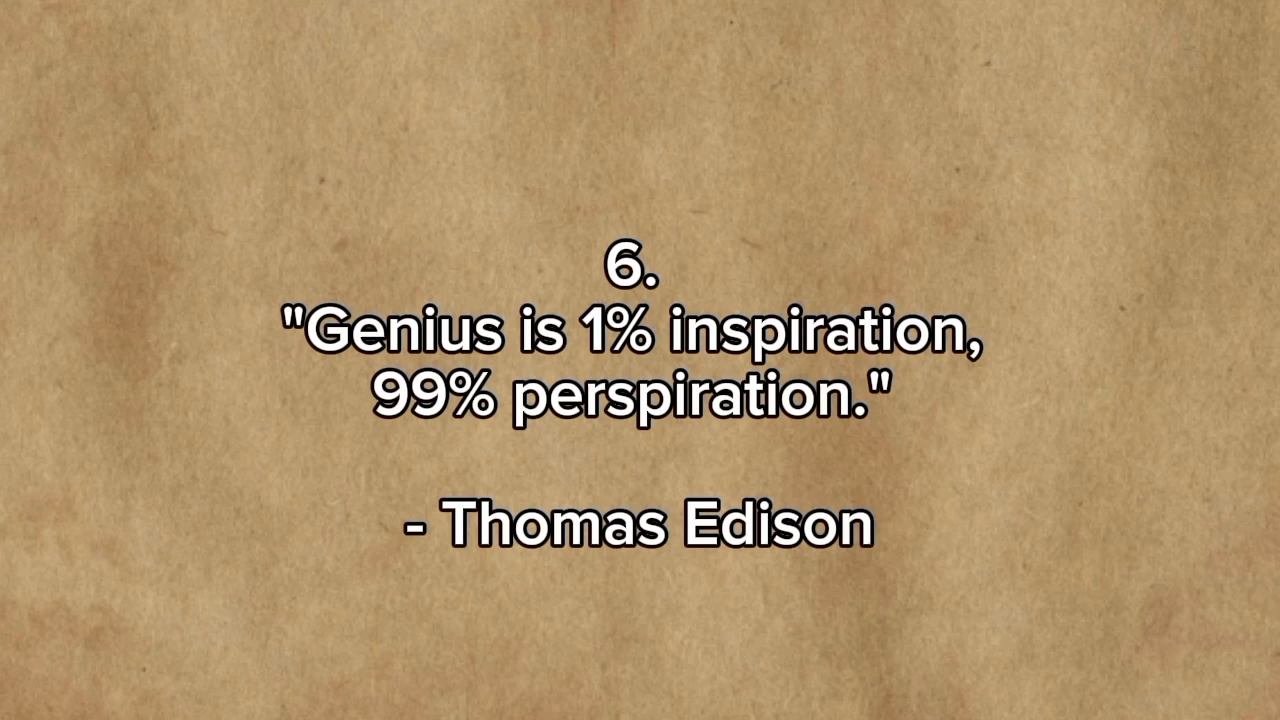 6.
"Genius is 1% inspiration,
99% perspiration."
- Thomas Edison